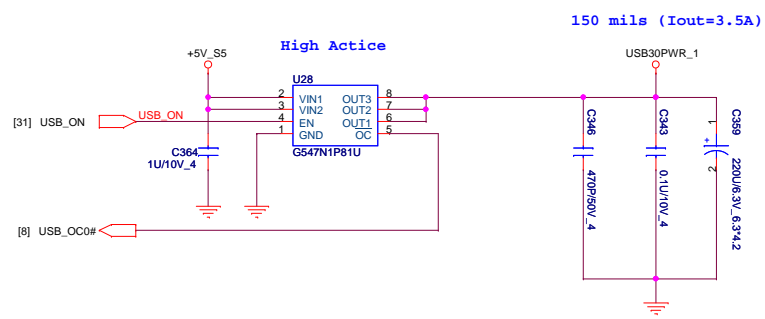 150 mils (Iout=3.5A)
High Actice
+5V_S5
USB30PWR_1
U28
2 VIN1 OUT3 8
3 VIN2 OUT2 7
4 EN OUT1 6
1 GND OC 5
G547N1P81U
[31] USB_ON
USB_ON
C364
1U/10V_4
[8] USB_OC0#
C346
470P/50V_4
C343
0.1U/10V_4
C359
1
+
2
220U/6.3V_6.3*4.2